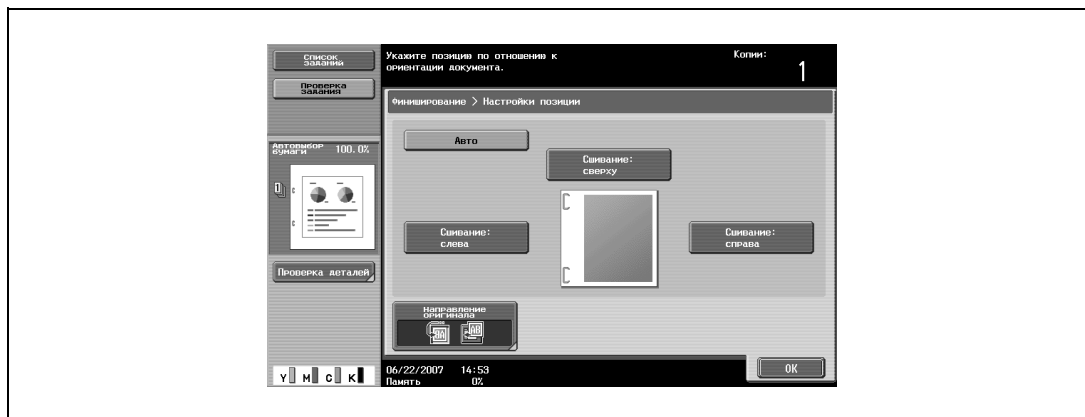 Список
заданий
Проверка
задания
Автовыбор
бумаги 100.0%
1
Проверка деталей
Y M C K
Укажите позицию по отношению к
ориентации документа.
Копии:
1
Финиширование > Настройки позиции
Авто
Сшивание:
сверху
Сшивание:
слева
Сшивание:
справа
Направление
оригинала
06/22/2007 14:53
Память 0%
OK